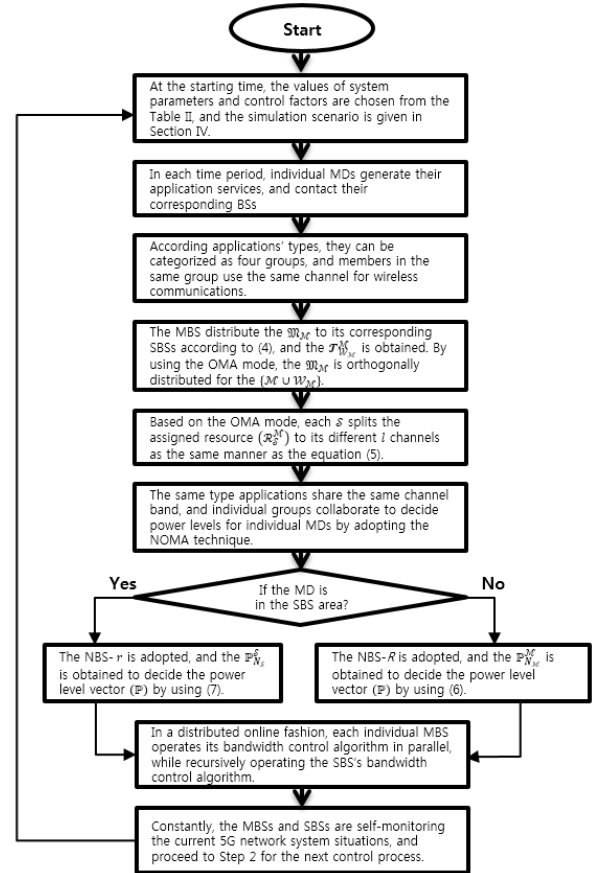 Start
At the starting time, the values of system
parameters and control factors are chosen from the
Table II, and the simulation scenario is given in
Section IV.
In each time period, individual MDs generate their
application services, and contact their
corresponding BSs
According applications' types, they can be
categorized as four groups, and members in the
same group use the same channel for wireless
communications.
The MBS distribute the 𝔐_ℳ to its corresponding
SBSs according to (4), and the 𝒯^ℳ_{𝒲_ℳ} is obtained. By
using the OMA mode, the 𝔐_ℳ is orthogonally
distributed for the {ℳ ∪ 𝒲_ℳ}.
Based on the OMA mode, each 𝒮 splits the
assigned resource (ℛ^ℳ_𝒮) to its different l channels
as the same manner as the equation (5).
The same type applications share the same channel
band, and individual groups collaborate to decide
power levels for individual MDs by adopting the
NOMA technique.
If the MD is
in the SBS area?
Yes
No
The NBS-r is adopted, and the ℙ^𝒮_{N_𝒮}
is obtained to decide the power
level vector (ℙ) by using (7).
The NBS-R is adopted, and the ℙ^ℳ_{N_ℳ} is
obtained to decide the power level
vector (ℙ) by using (6).
In a distributed online fashion, each individual MBS
operates its bandwidth control algorithm in parallel,
while recursively operating the SBS's bandwidth
control algorithm.
Constantly, the MBSs and SBSs are self-monitoring
the current 5G network system situations, and
proceed to Step 2 for the next control process.